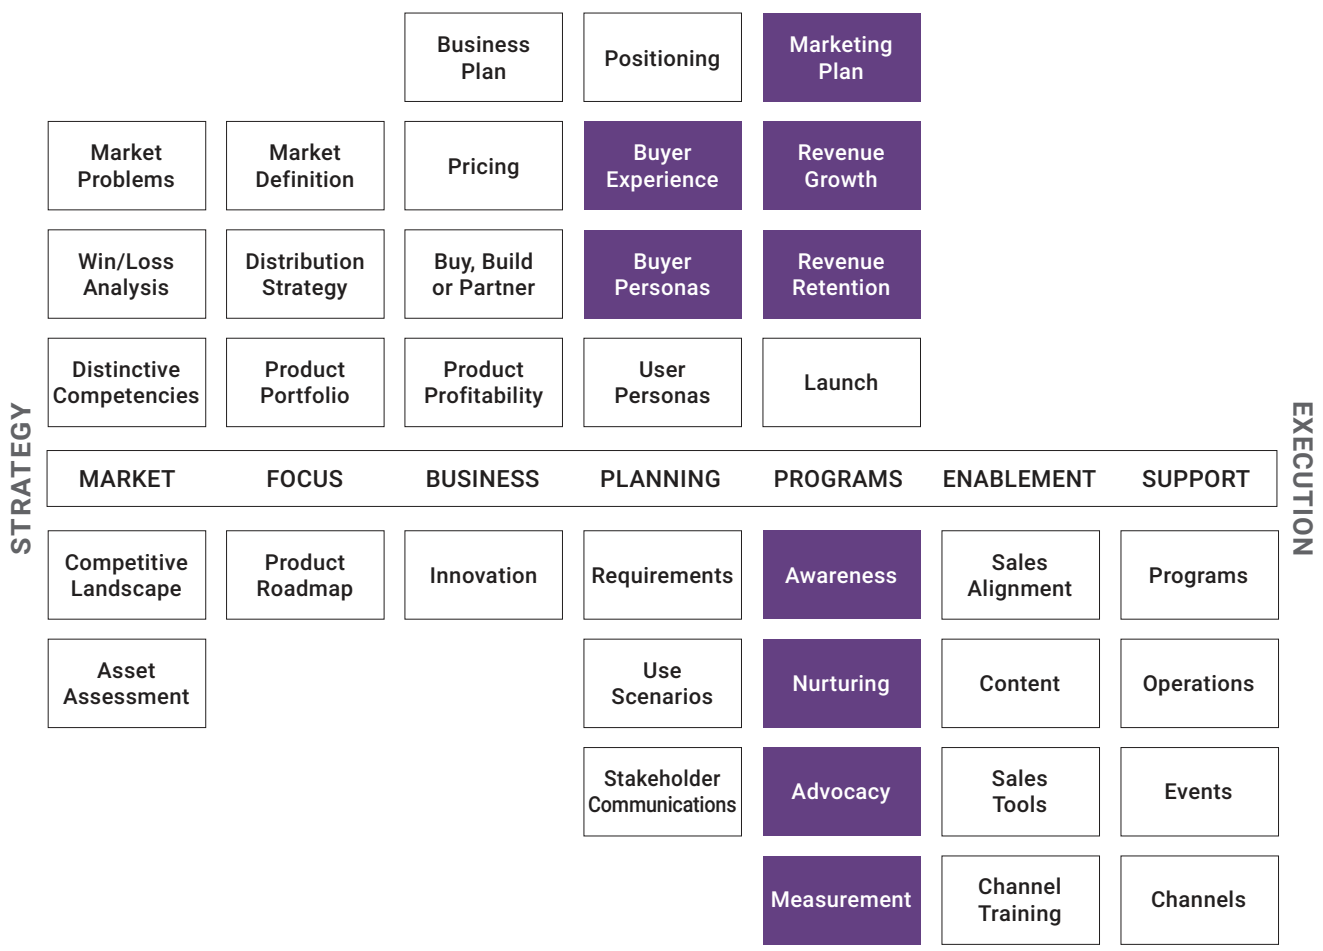 Business
Plan
Positioning
Marketing
Plan
Market
Problems
Market
Definition
Pricing
Buyer
Experience
Revenue
Growth
Win/Loss
Analysis
Distribution
Strategy
Buy, Build
or Partner
Buyer
Personas
Revenue
Retention
Distinctive
Competencies
Product
Portfolio
Product
Profitability
User
Personas
Launch
STRATEGY
MARKET
FOCUS
BUSINESS
PLANNING
PROGRAMS
ENABLEMENT
SUPPORT
EXECUTION
Competitive
Landscape
Product
Roadmap
Innovation
Requirements
Awareness
Sales
Alignment
Programs
Asset
Assessment
Use
Scenarios
Nurturing
Content
Operations
Stakeholder
Communications
Advocacy
Sales
Tools
Events
Measurement
Channel
Training
Channels